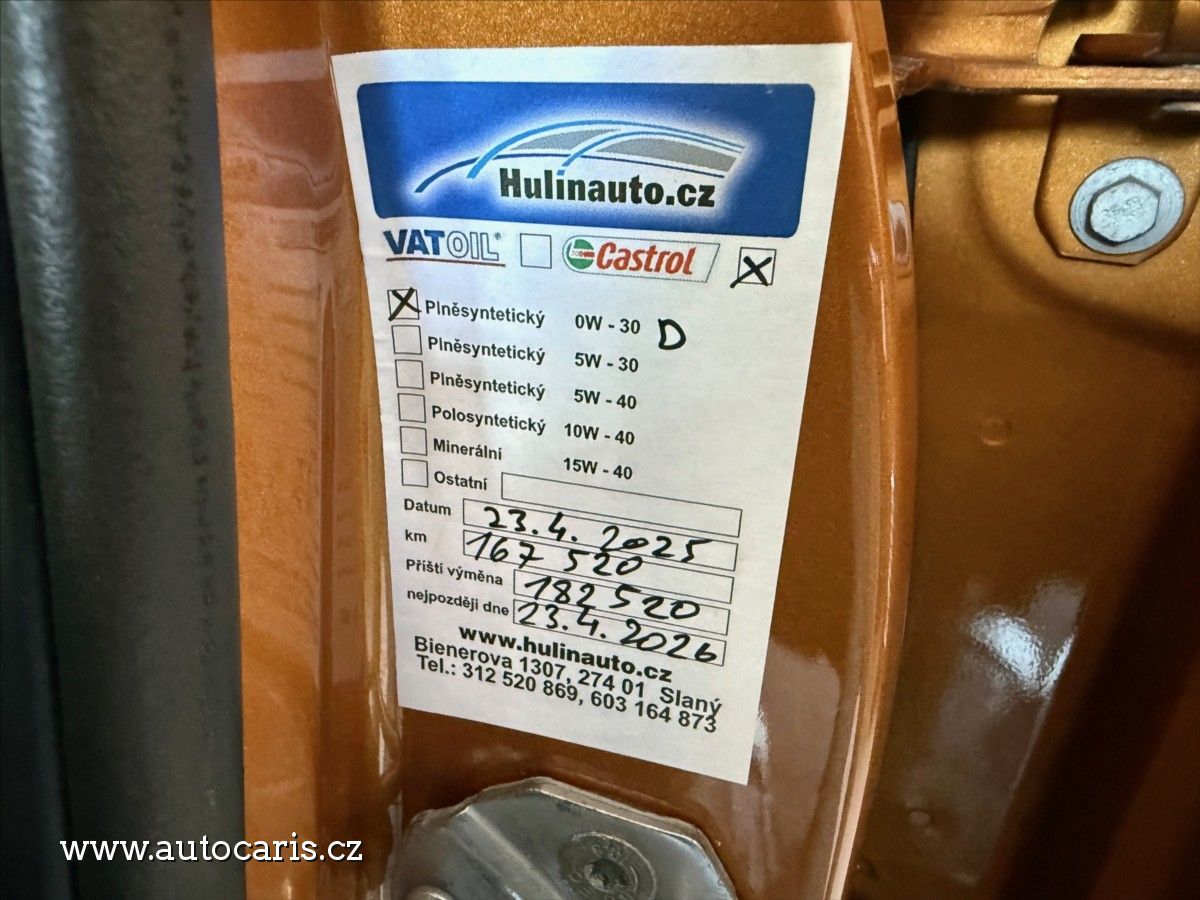 Hulinauto.cz
VATOIL Castrol X
X Plněsyntetický 0W - 30 D
Plněsyntetický 5W - 30
Plněsyntetický 5W - 40
Polosyntetický 10W - 40
Minerální 15W - 40
Ostatní
Datum 23.4.2025
km 167 520
Příští výměna 182 520
nejpozději dne 23.4.2026
www.hulinauto.cz
Bienerova 1307, 274 01 Slaný
Tel.: 312 520 869, 603 164 873
www.autocaris.cz